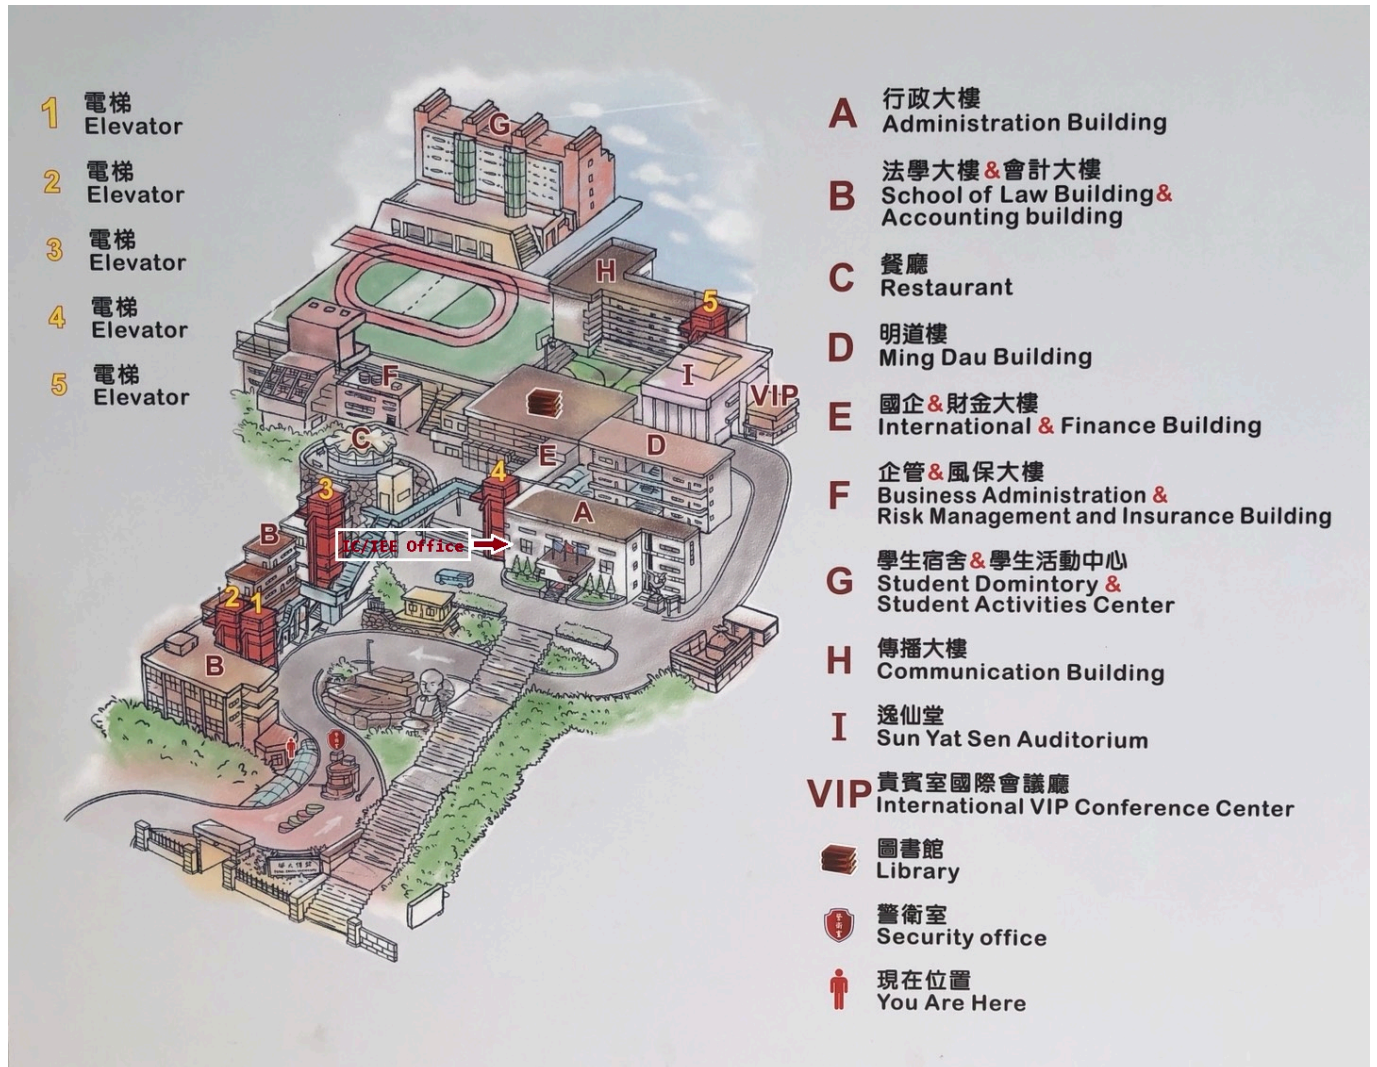 1
電梯
Elevator
2
電梯
Elevator
3
電梯
Elevator
4
電梯
Elevator
5
電梯
Elevator
G
H
5
I
VIP
F
C
E
D
4
3
A
B
IC/IEE Office
2
1
B
A
行政大樓
Administration Building
B
法學大樓&會計大樓
School of Law Building&
Accounting building
C
餐廳
Restaurant
D
明道樓
Ming Dau Building
E
國企&財金大樓
International & Finance Building
F
企管&風保大樓
Business Administration &
Risk Management and Insurance Building
G
學生宿舍&學生活動中心
Student Domintory &
Student Activities Center
H
傳播大樓
Communication Building
I
逸仙堂
Sun Yat Sen Auditorium
VIP
貴賓室國際會議廳
International VIP Conference Center
圖書館
Library
警衛室
警衛室
Security office
現在位置
You Are Here